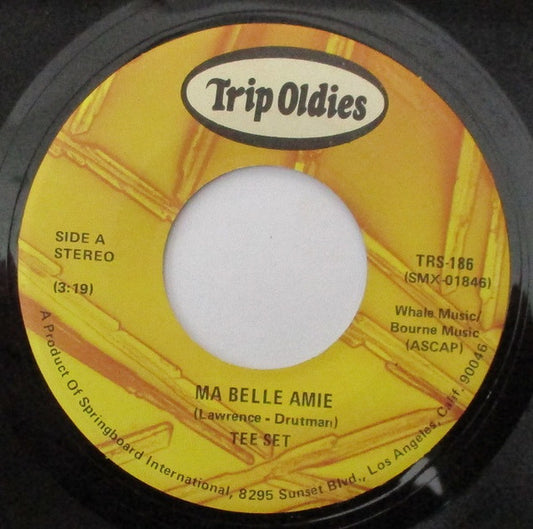 Trip Oldies
SIDE A
STEREO
(3:19)
TRS-186
(SMX-01846)
Whale Music/
Bourne Music
(ASCAP)
MA BELLE AMIE
(Lawrence - Drutman)
TEE SET
A Product Of Springboard International, 8295 Sunset Blvd., Los Angeles, Calif. 90046